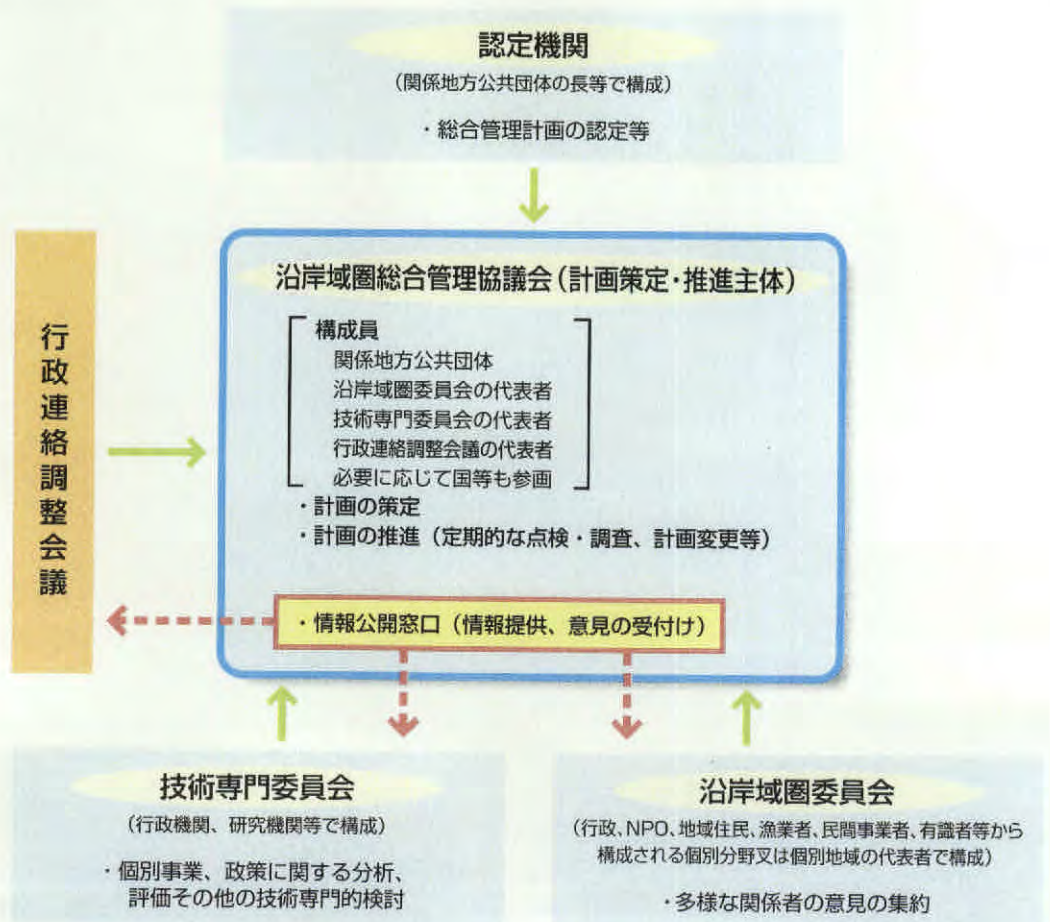 認定機関
(関係地方公共団体の長等で構成)
・総合管理計画の認定等
行政連絡調整会議
沿岸域圏総合管理協議会(計画策定・推進主体)
構成員
関係地方公共団体
沿岸域圏委員会の代表者
技術専門委員会の代表者
行政連絡調整会議の代表者
必要に応じて国等も参画
・計画の策定
・計画の推進(定期的な点検・調査、計画変更等)
・情報公開窓口(情報提供、意見の受付け)
技術専門委員会
(行政機関、研究機関等で構成)
・個別事業、政策に関する分析、
評価その他の技術専門的検討
沿岸域圏委員会
(行政、NPO、地域住民、漁業者、民間事業者、有識者等から
構成される個別分野又は個別地域の代表者で構成)
・多様な関係者の意見の集約